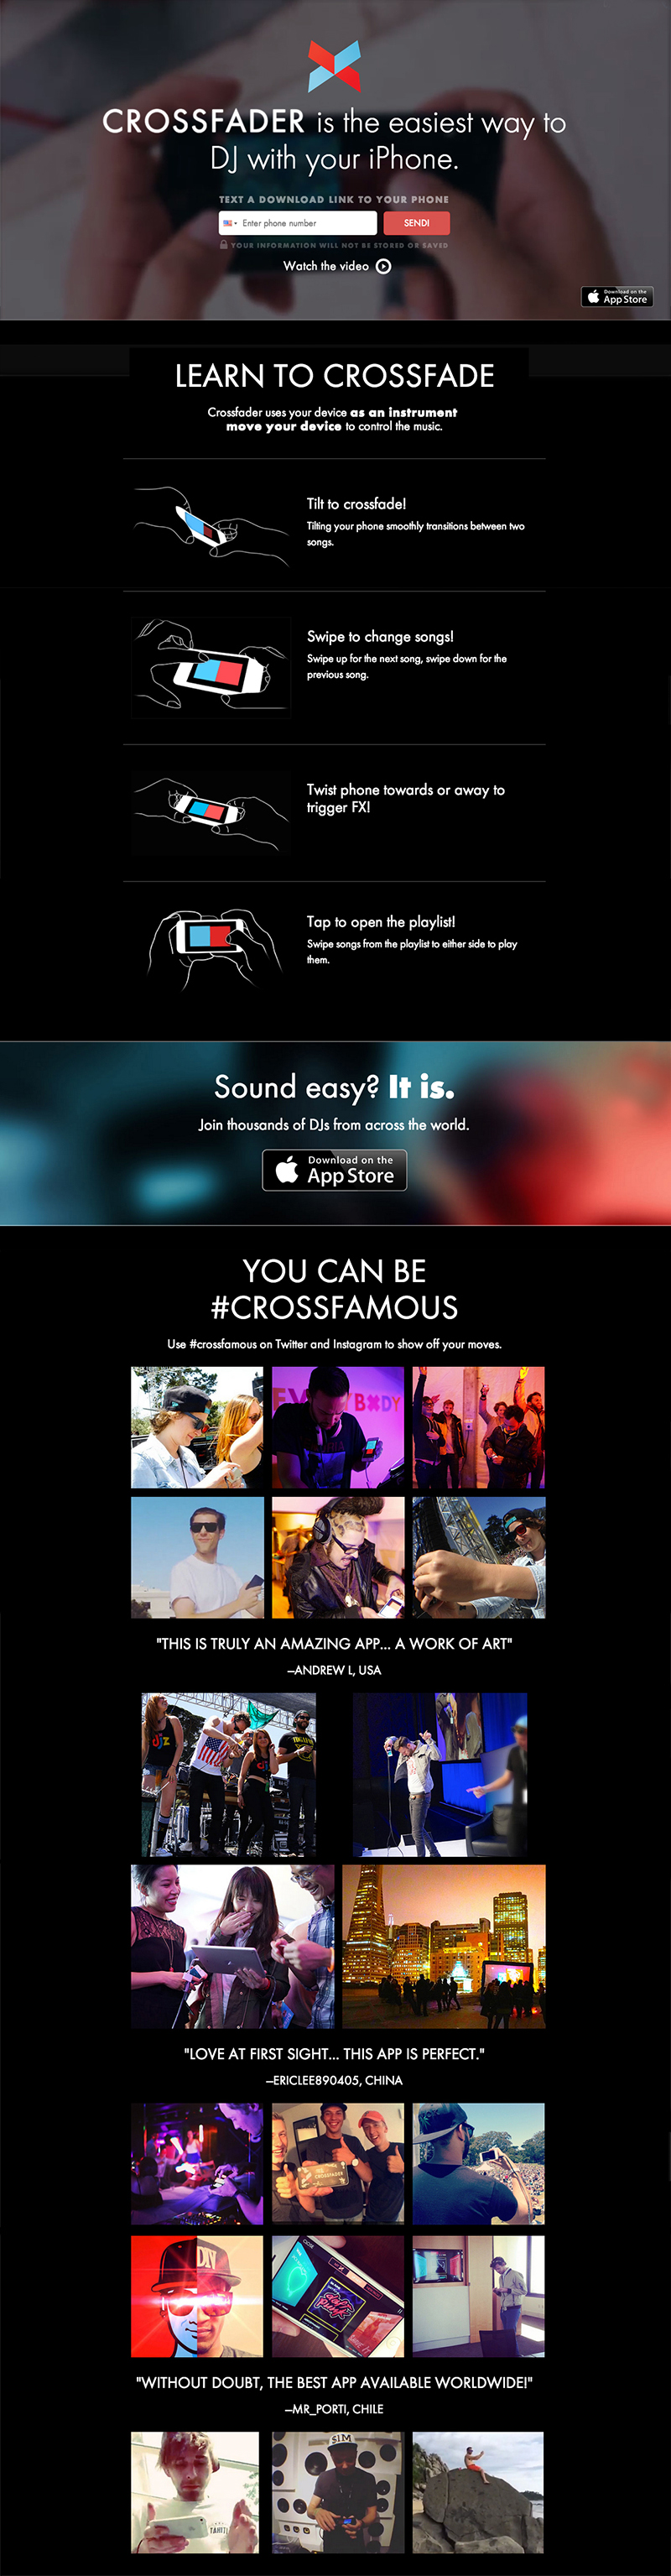 CROSSFADER is the easiest way to
DJ with your iPhone.
TEXT A DOWNLOAD LINK TO YOUR PHONE
Enter phone number
SEND!
YOUR INFORMATION WILL NOT BE STORED OR SAVED
Watch the video
Download on the
App Store
LEARN TO CROSSFADE
Crossfader uses your device as an instrument
move your device to control the music.
Tilt to crossfade!
Tilting your phone smoothly transitions between two
songs.
Swipe to change songs!
Swipe up for the next song, swipe down for the
previous song.
Twist phone towards or away to
trigger FX!
Tap to open the playlist!
Swipe songs from the playlist to either side to play
them.
Sound easy? It is.
Join thousands of DJs from across the world.
Download on the
App Store
YOU CAN BE
#CROSSFAMOUS
Use #crossfamous on Twitter and Instagram to show off your moves.
"THIS IS TRULY AN AMAZING APP... A WORK OF ART"
—ANDREW L, USA
djz
"LOVE AT FIRST SIGHT... THIS APP IS PERFECT."
—ERICLEE890405, CHINA
CROSSFADER
DIY
"WITHOUT DOUBT, THE BEST APP AVAILABLE WORLDWIDE!"
—MR_PORTI, CHILE
TAHITI
SIM